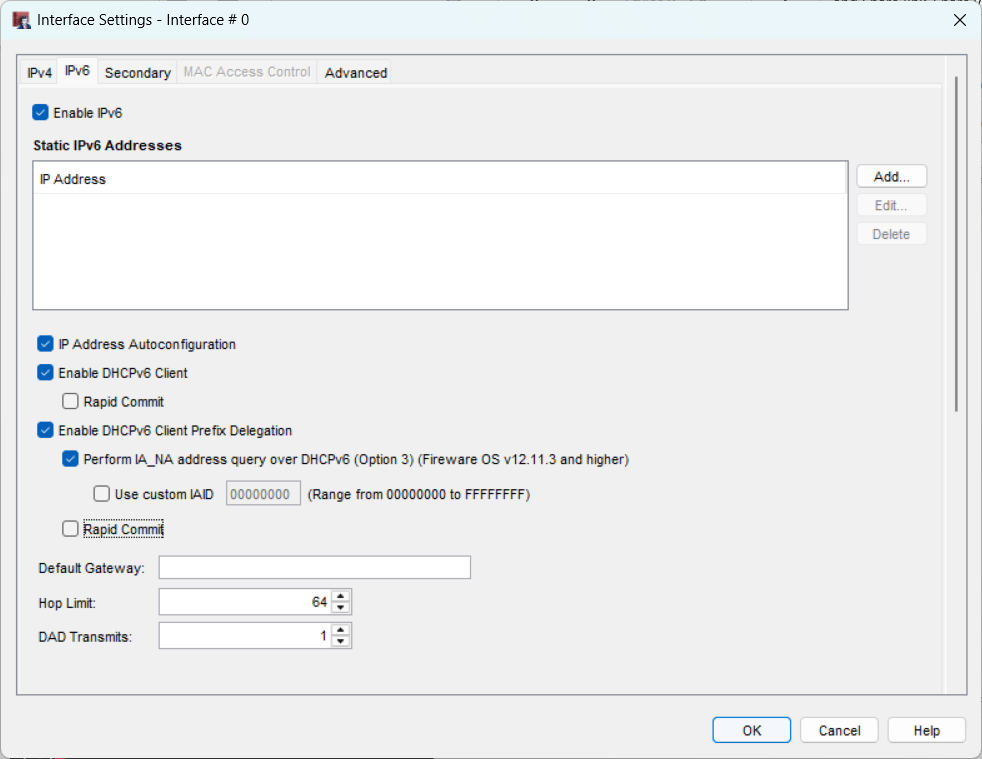 Interface Settings - Interface # 0
IPv4 IPv6 Secondary MAC Access Control Advanced
Enable IPv6
Static IPv6 Addresses
IP Address
Add...
Edit...
Delete
IP Address Autoconfiguration
Enable DHCPv6 Client
Rapid Commit
Enable DHCPv6 Client Prefix Delegation
Perform IA_NA address query over DHCPv6 (Option 3) (Fireware OS v12.11.3 and higher)
Use custom IAID 00000000 (Range from 00000000 to FFFFFFFF)
Rapid Commit
Default Gateway:
Hop Limit: 64
DAD Transmits: 1
OK Cancel Help